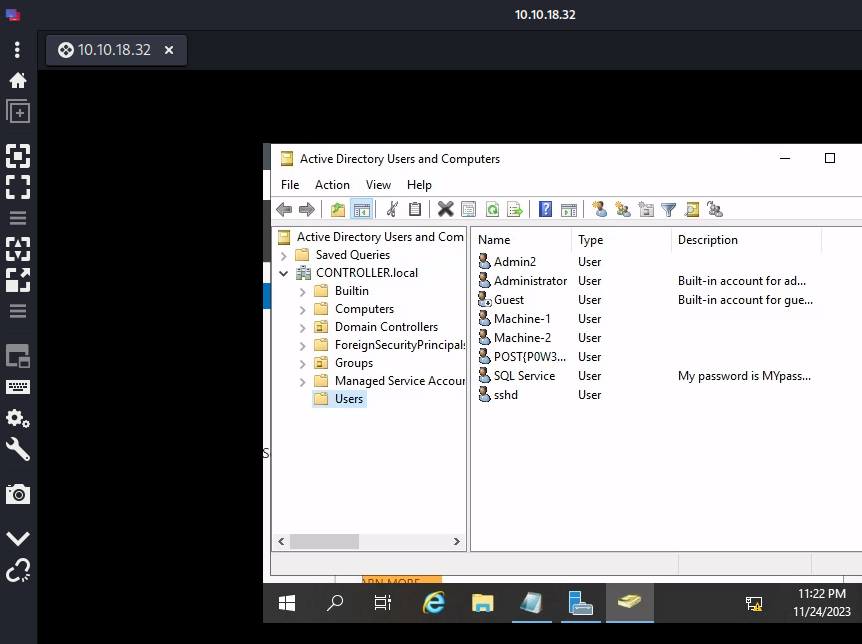 10.10.18.32
10.10.18.32
Active Directory Users and Computers
File Action View Help
Active Directory Users and Com
Saved Queries
CONTROLLER.local
Builtin
Computers
Domain Controllers
ForeignSecurityPrincipals
Groups
Managed Service Accour
Users
Name Type Description
Admin2 User
Administrator User Built-in account for ad...
Guest User Built-in account for gue...
Machine-1 User
Machine-2 User
POST{P0W3... User
SQL Service User My password is MYpass...
sshd User
11:22 PM
11/24/2023